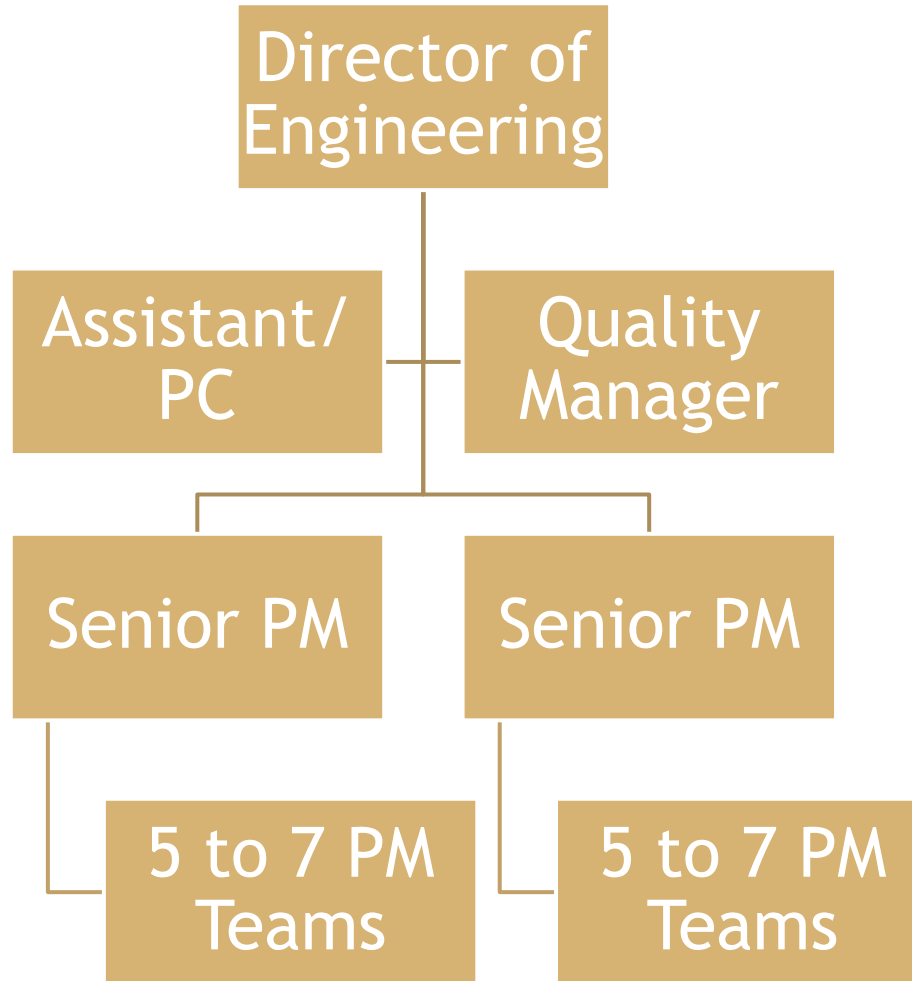 Director of
Engineering
Assistant/
PC
Quality
Manager
Senior PM
Senior PM
5 to 7 PM
Teams
5 to 7 PM
Teams